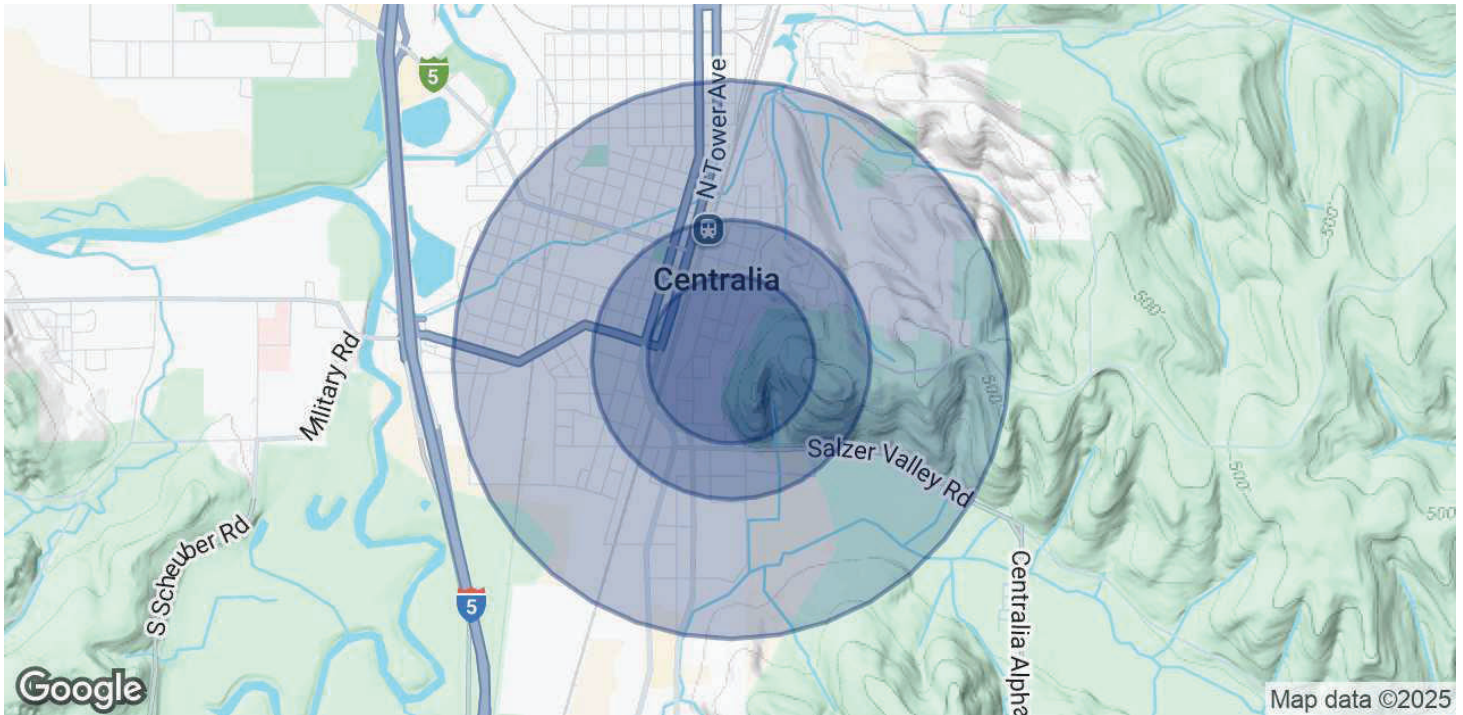 5
N Tower Ave
Centralia
Military Rd
500'
500'
500'
500'
500
Salzer Valley Rd
S Scheuber Rd
5
Centralia Alpha
Google
Map data ©2025